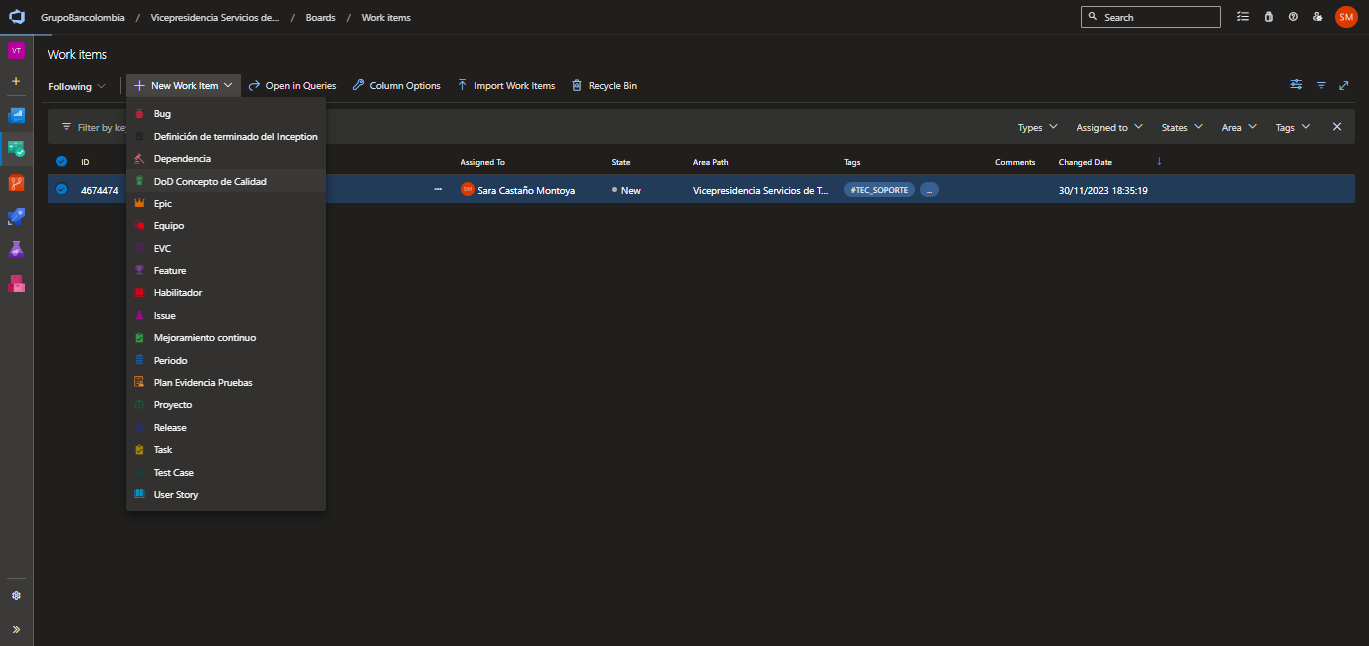 GrupoBancolombia / Vicepresidencia Servicios de... / Boards / Work items
Search
SM
VT
Work items
Following
New Work Item
Open in Queries
Column Options
Import Work Items
Recycle Bin
Filter by ke
Types
Assigned to
States
Area
Tags
ID
Assigned To
State
Area Path
Tags
Comments
Changed Date
4674474
SM
Sara Castaño Montoya
New
Vicepresidencia Servicios de T...
#TEC_SOPORTE
...
30/11/2023 18:35:19
Bug
Definición de terminado del Inception
Dependencia
DoD Concepto de Calidad
Epic
Equipo
EVC
Feature
Habilitador
Issue
Mejoramiento continuo
Periodo
Plan Evidencia Pruebas
Proyecto
Release
Task
Test Case
User Story